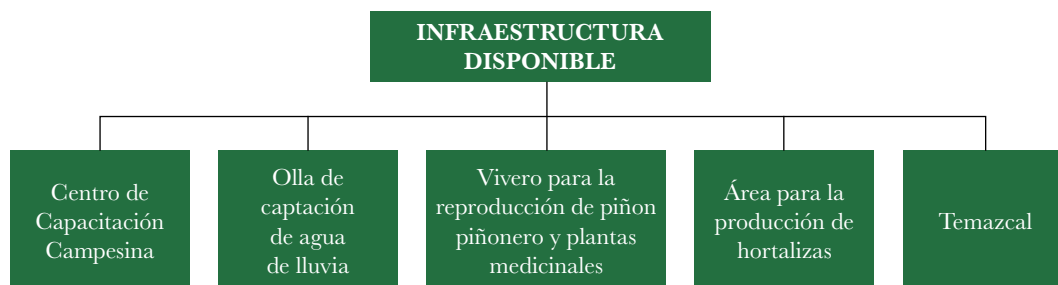 INFRAESTRUCTURA
DISPONIBLE
Centro de
Capacitación
Campesina
Olla de
captación
de agua
de lluvia
Vivero para la
reproducción de piñon
piñonero y plantas
medicinales
Área para la
producción de
hortalizas
Temazcal